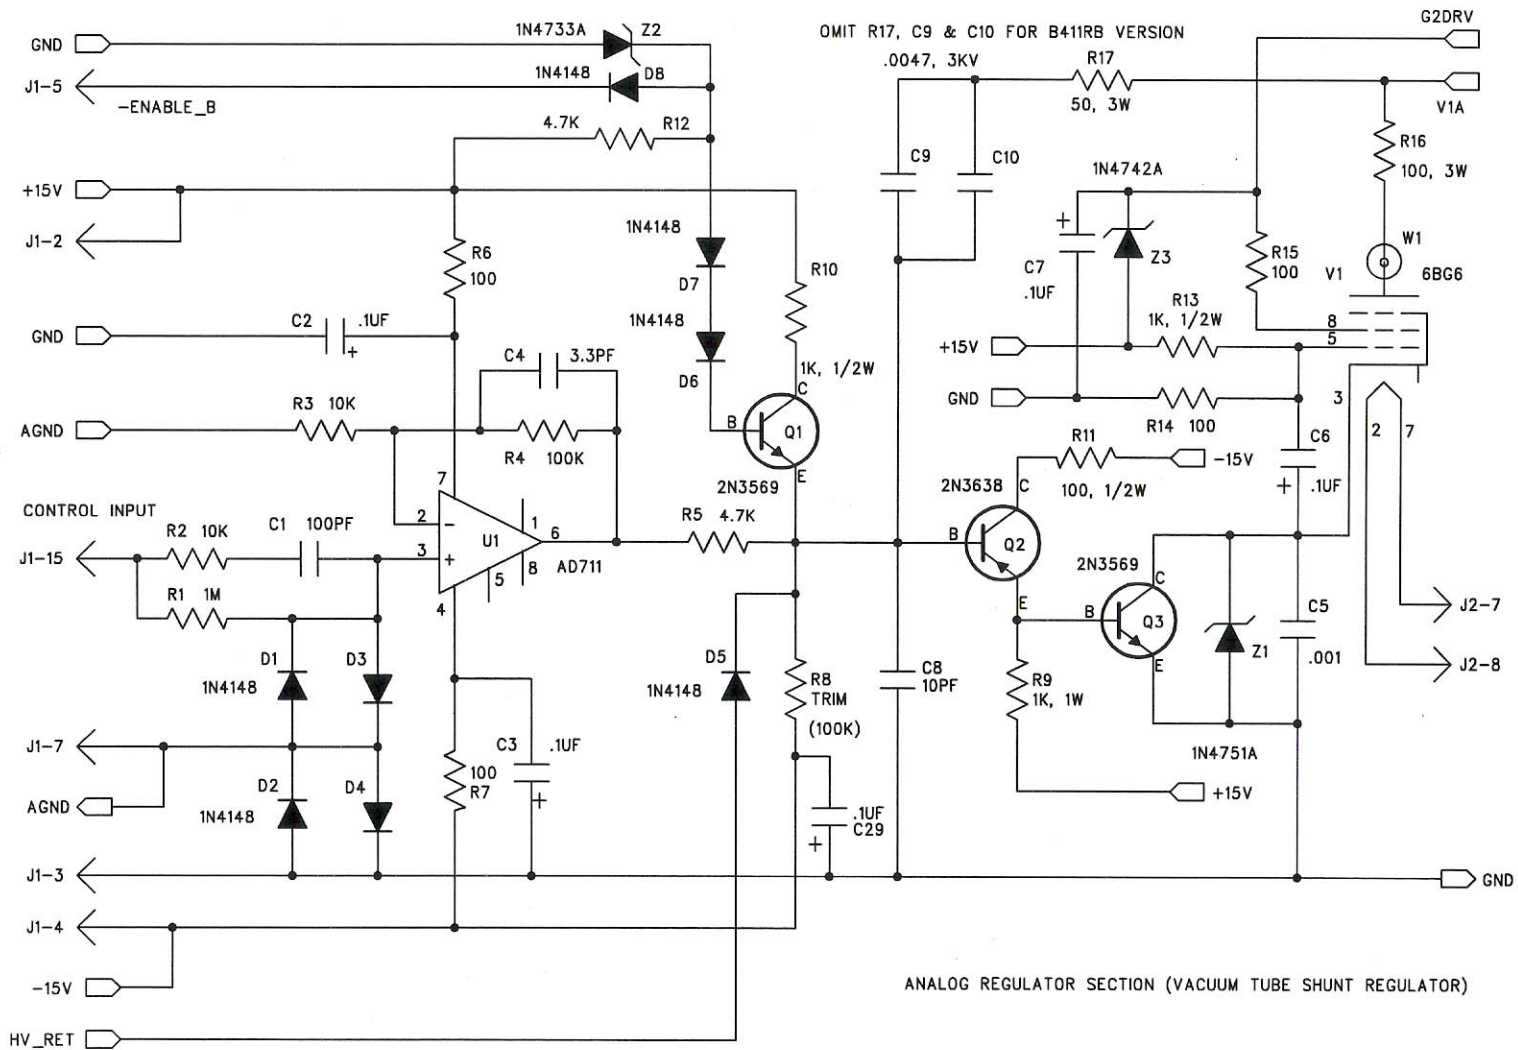 G2DRV
1N4733A
Z2
OMIT R17, C9 & C10 FOR B411RB VERSION
GND
.0047, 3KV
R17
J1-5
1N4148
D8
-ENABLE_B
50, 3W
V1A
4.7K
R12
R16
100, 3W
C9
C10
1N4742A
+15V
J1-2
1N4148
D7
R6
100
R10
C7
.1UF
Z3
R15
100
W1
V1
6BG6
GND
C2
.1UF
1N4148
D6
R13
1K, 1/2W
8
5
+15V
C4
3.3PF
1K, 1/2W
C
GND
R14
100
3
R3
10K
AGND
R4
100K
B
Q1
E
2N3569
R11
-15V
100, 1/2W
C6
.1UF
2
7
7
2N3638
C
CONTROL INPUT
R2
10K
C1
100PF
2
1
R5
4.7K
J1-15
3
U1
6
AD711
B
Q2
5
8
4
2N3569
C
R1
1M
E
B
Q3
C5
.001
J2-7
D1
1N4148
D3
D5
1N4148
R8
TRIM
(100K)
C8
10PF
R9
1K, 1W
E
Z1
J2-8
J1-7
C3
.1UF
100
R7
1N4751A
AGND
D2
1N4148
D4
.1UF
C29
+15V
J1-3
GND
J1-4
-15V
ANALOG REGULATOR SECTION (VACUUM TUBE SHUNT REGULATOR)
HV_RET